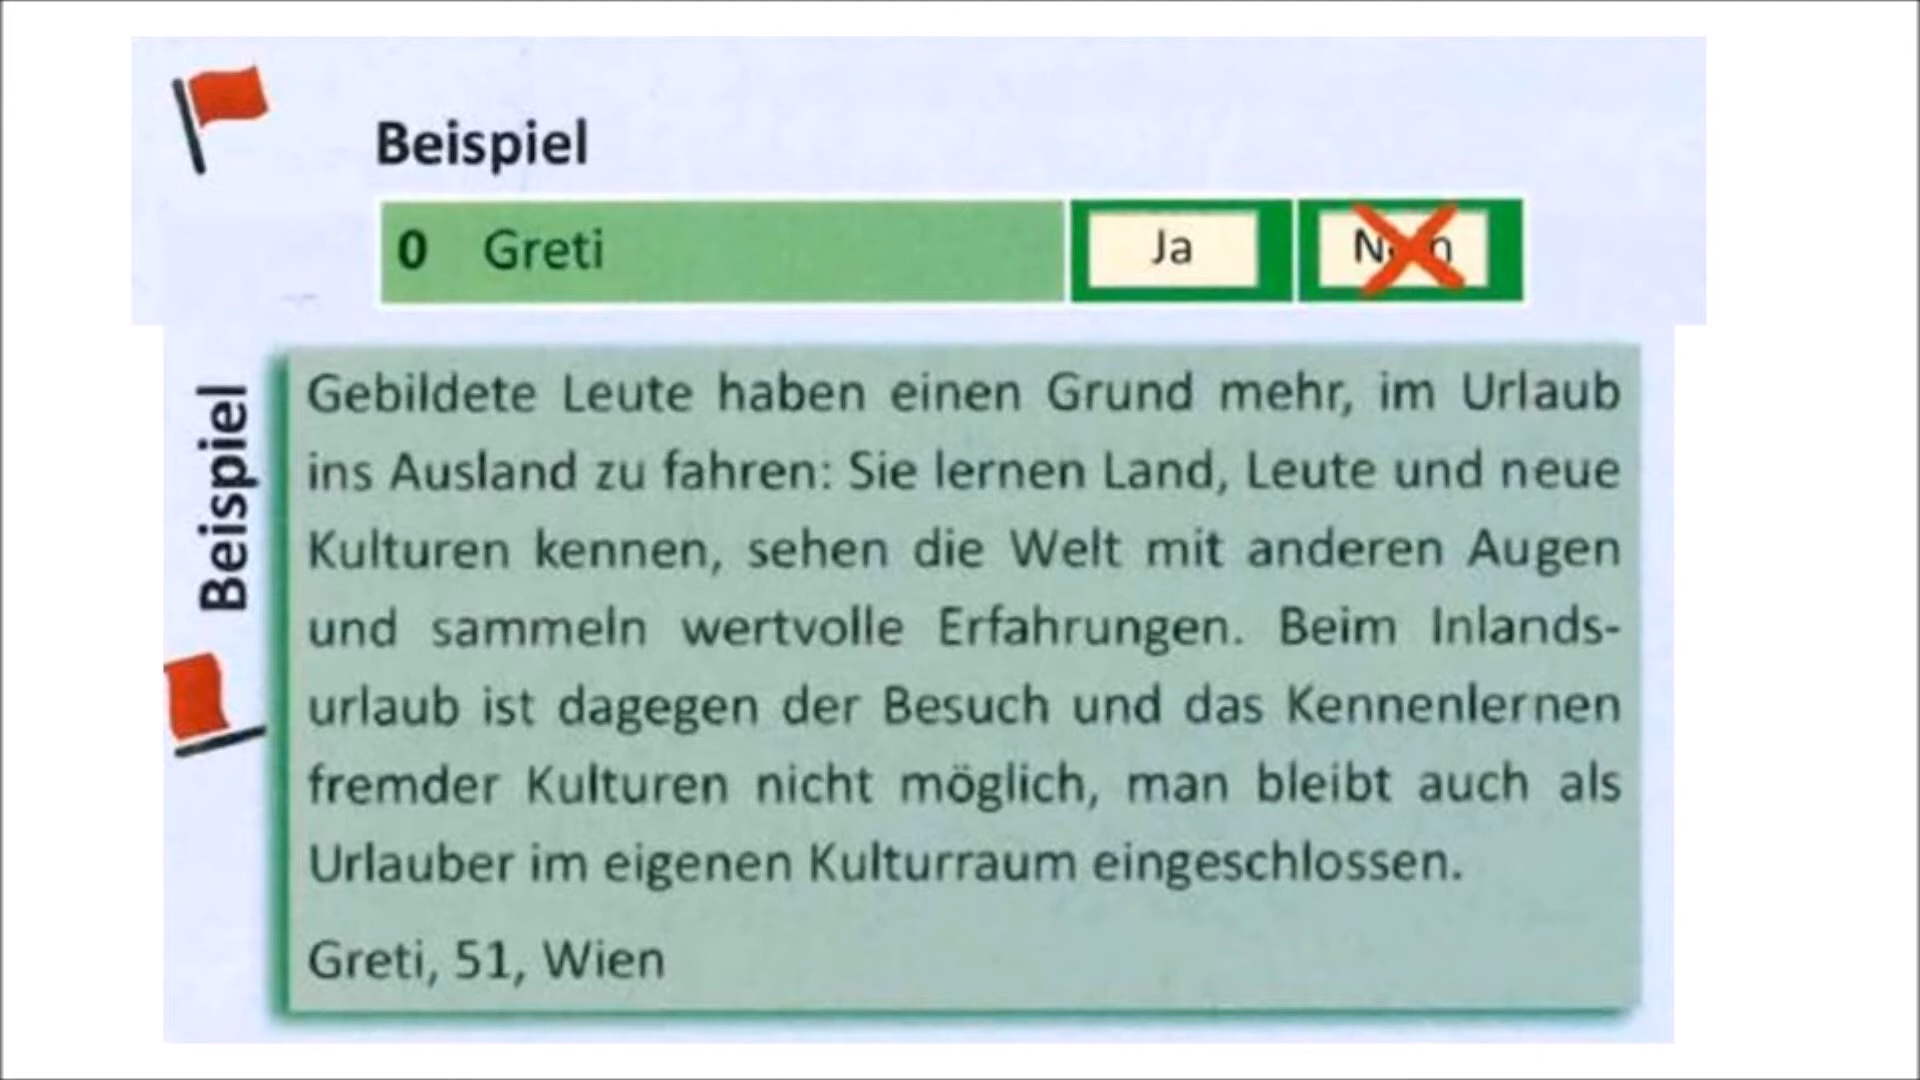 Beispiel
0 Greti Ja
Beispiel
Gebildete Leute haben einen Grund mehr, im Urlaub
ins Ausland zu fahren: Sie lernen Land, Leute und neue
Kulturen kennen, sehen die Welt mit anderen Augen
und sammeln wertvolle Erfahrungen. Beim Inlands-
urlaub ist dagegen der Besuch und das Kennenlernen
fremder Kulturen nicht möglich, man bleibt auch als
Urlauber im eigenen Kulturraum eingeschlossen.
Greti, 51, Wien